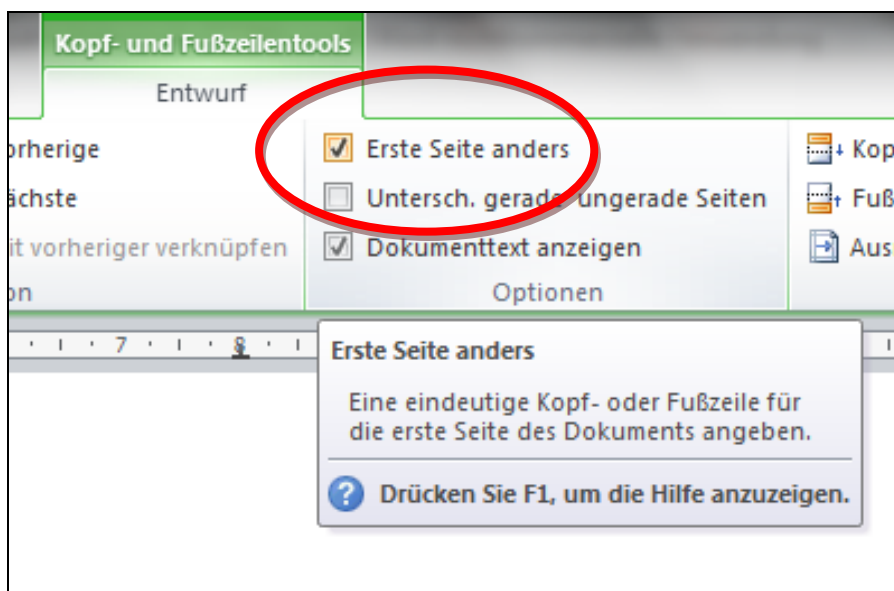 Kopf- und Fußzeilentools
Entwurf
orherige
Erste Seite anders
Kop
ächste
Untersch. gerade ungerade Seiten
Fuß
it vorheriger verknüpfen
Dokumenttext anzeigen
Aus
on
Optionen
7 8
Erste Seite anders
Eine eindeutige Kopf- oder Fußzeile für
die erste Seite des Dokuments angeben.
Drücken Sie F1, um die Hilfe anzuzeigen.